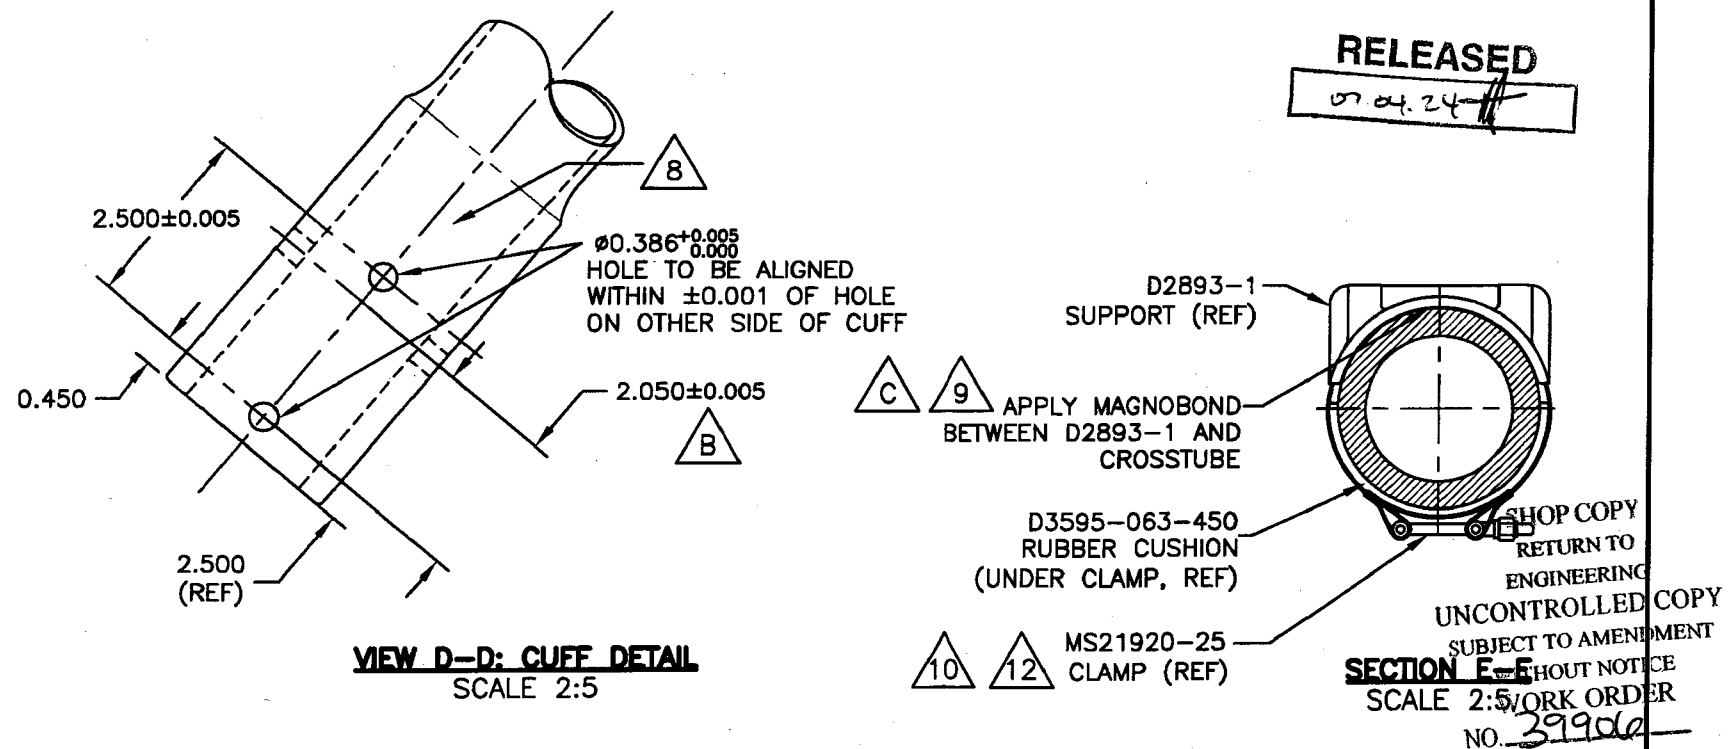 RELEASED
07.04.24
8
2.500±0.005
ø0.386+0.005
0.000
HOLE TO BE ALIGNED
WITHIN ±0.001 OF HOLE
ON OTHER SIDE OF CUFF
0.450
2.050±0.005
B
2.500
(REF)
VIEW D-D: CUFF DETAIL
SCALE 2:5
D2893-1
SUPPORT (REF)
C 9 APPLY MAGNOBOND
BETWEEN D2893-1 AND
CROSSTUBE
D3595-063-450
RUBBER CUSHION
(UNDER CLAMP, REF)
10 12 MS21920-25
CLAMP (REF)
SECTION E-E
SCALE 2:5
SHOP COPY
RETURN TO
ENGINEERING
UNCONTROLLED COPY
SUBJECT TO AMENDMENT
WITHOUT NOTICE
WORK ORDER
NO. 39906